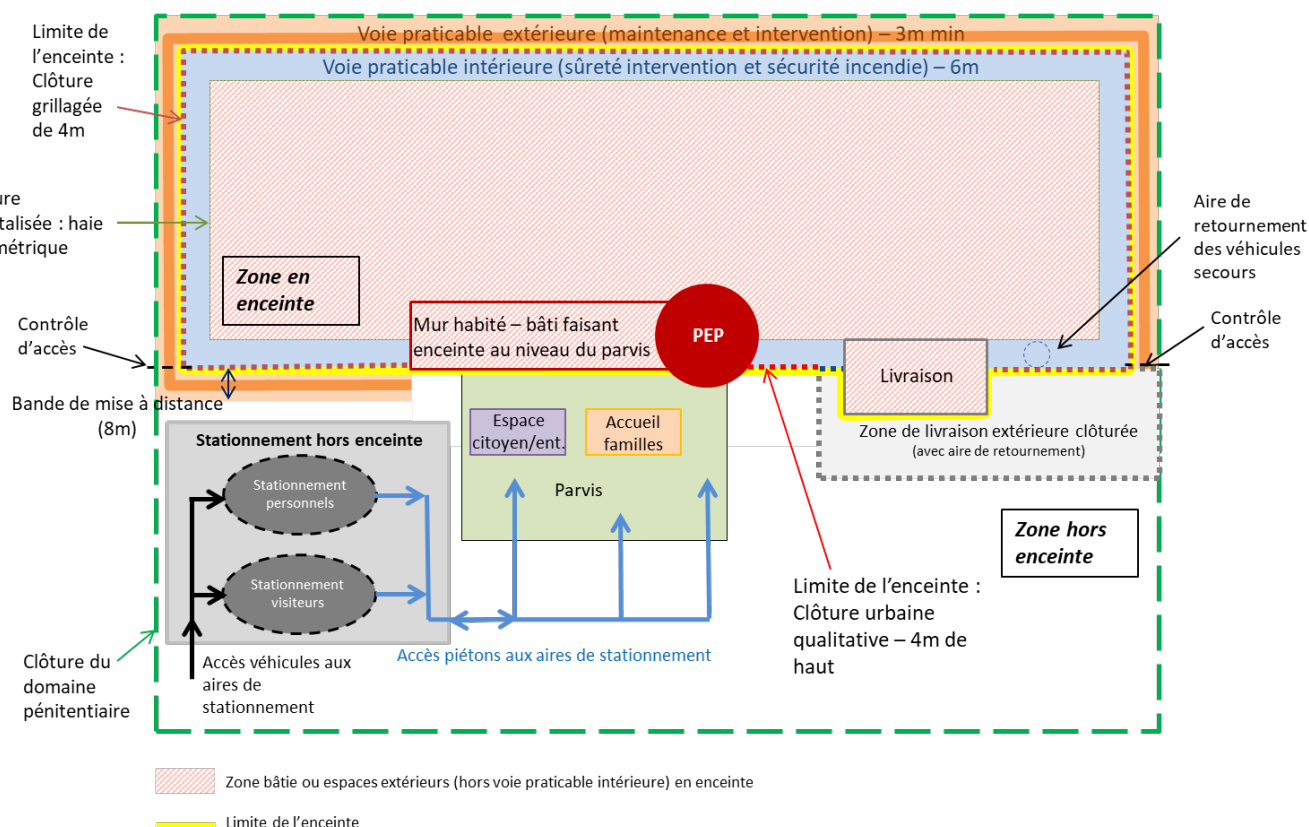 Limite de
l’enceinte :
Clôture
grillagée
de 4m
Voie praticable extérieure (maintenance et intervention) – 3m min
Voie praticable intérieure (sûreté intervention et sécurité incendie) – 6m
ure
talisée : haie
métrique
Zone en
enceinte
Aire de
retournement
des véhicules
secours
Contrôle
d’accès
Mur habité – bâti faisant
enceinte au niveau du parvis
PEP
Contrôle
d’accès
Livraison
Bande de mise à distance
(8m)
Stationnement hors enceinte
Espace
citoyen/ent.
Accueil
familles
Zone de livraison extérieure clôturée
(avec aire de retournement)
Stationnement
personnels
Parvis
Zone hors
enceinte
Stationnement
visiteurs
Limite de l’enceinte :
Clôture urbaine
qualitative – 4m de
haut
Clôture du
domaine
pénitentiaire
Accès véhicules aux
aires de
stationnement
Accès piétons aux aires de stationnement
Zone bâtie ou espaces extérieurs (hors voie praticable intérieure) en enceinte
Limite de l’enceinte